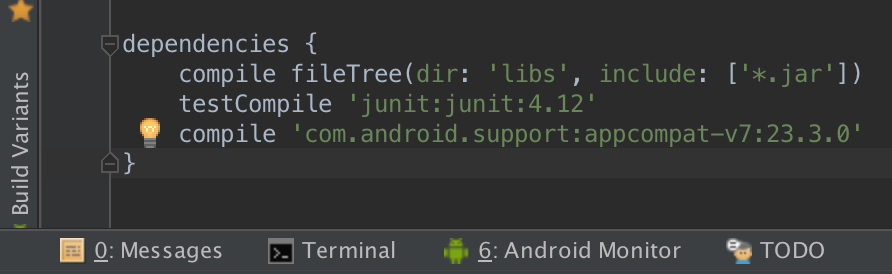 dependencies {
    compile fileTree(dir: 'libs', include: ['*.jar'])
    testCompile 'junit:junit:4.12'
    compile 'com.android.support:appcompat-v7:23.3.0'
}
Build Variants
0: Messages
Terminal
6: Android Monitor
TODO